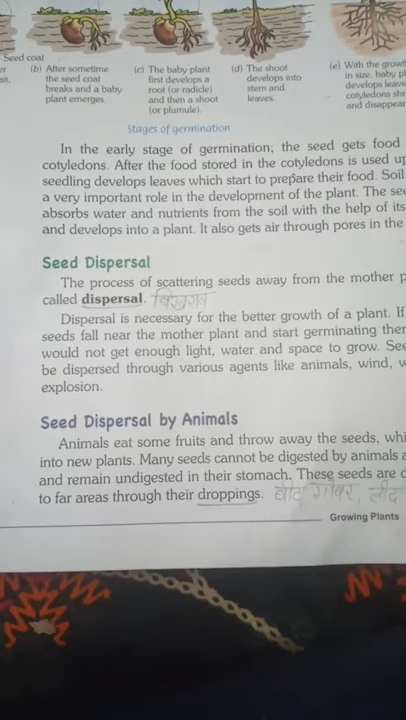 Seed coat
(b) After sometime
the seed coat
breaks and a baby
plant emerges.
(c) The baby plant
first develops a
root (or radicle)
and then a shoot
(or plumule).
(d) The shoot
develops into
stem and
leaves.
(e) With the growt
in size, baby pl
develops leave
cotyledons shr
and disappear
Stages of germination
In the early stage of germination; the seed gets food
cotyledons. After the food stored in the cotyledons is used up
seedling develops leaves which start to prepare their food. Soil
a very important role in the development of the plant. The see
absorbs water and nutrients from the soil with the help of its
and develops into a plant. It also gets air through pores in the
Seed Dispersal
The process of scattering seeds away from the mother p
called dispersal. बिखराव
Dispersal is necessary for the better growth of a plant. If
seeds fall near the mother plant and start germinating ther
would not get enough light, water and space to grow. See
be dispersed through various agents like animals, wind, w
explosion.
Seed Dispersal by Animals
Animals eat some fruits and throw away the seeds, whi
into new plants. Many seeds cannot be digested by animals a
and remain undigested in their stomach. These seeds are c
to far areas through their droppings. बीट गोबर, लीद
Growing Plants